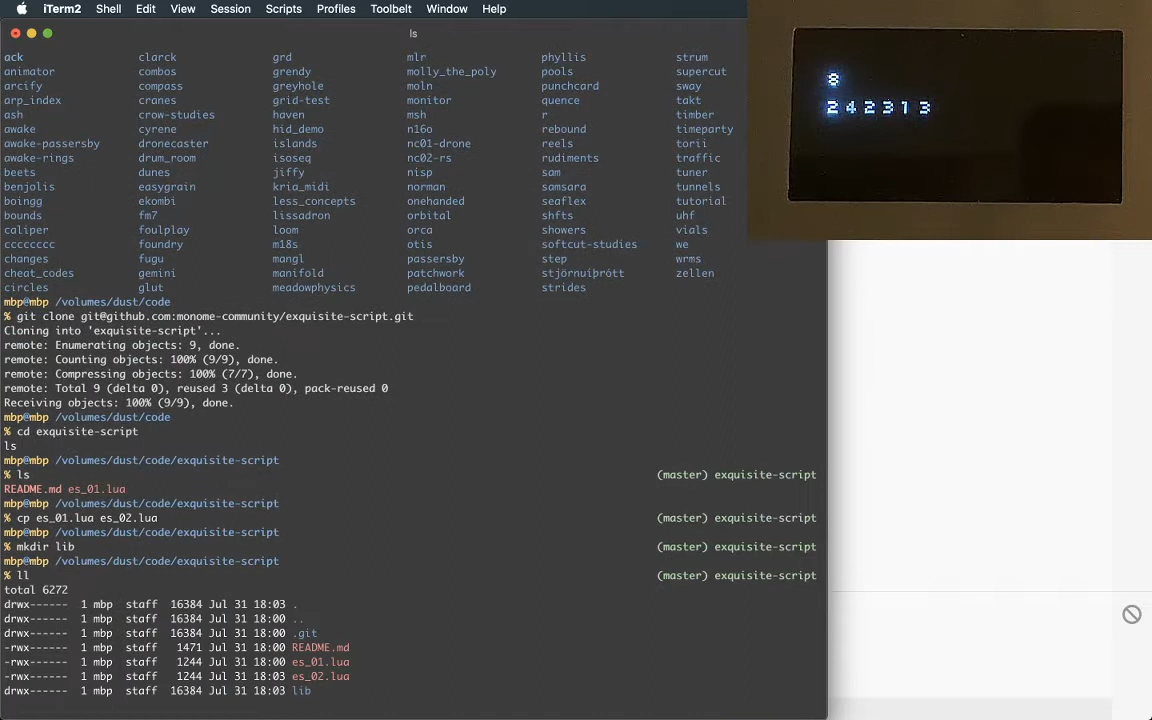 iTerm2 Shell Edit View Session Scripts Profiles Toolbelt Window Help
ls
ack clarck grd mlr phyllis strum
animator combos grendy molly_the_poly pools supercut
arcify compass greyhole moln punchcard sway
arp_index cranes grid-test monitor quence takt
ash crow-studies haven msh r timber
awake cyrene hid_demo n16o rebound timeparty
awake-passersby dronecaster islands nc01-drone reels torii
awake-rings drum_room isoseq nc02-rs rudiments traffic
beets dunes jiffy nisp sam tuner
benjolis easygrain kria_midi norman samsara tunnels
boingg ekombi less_concepts onehanded seaflex tutorial
bounds fm7 lissadron orbital shfts uhf
caliper foulplay loom orca showers vials
cccccccc foundry m18s otis softcut-studies we
changes fugu mangl passersby step wrms
cheat_codes gemini manifold patchwork stjörnuíþrótt zellen
circles glut meadowphysics pedalboard strides
mbp@mbp /volumes/dust/code
% git clone git@github.com:monome-community/exquisite-script.git
Cloning into 'exquisite-script'...
remote: Enumerating objects: 9, done.
remote: Counting objects: 100% (9/9), done.
remote: Compressing objects: 100% (7/7), done.
remote: Total 9 (delta 0), reused 3 (delta 0), pack-reused 0
Receiving objects: 100% (9/9), done.
mbp@mbp /volumes/dust/code
% cd exquisite-script
ls
mbp@mbp /volumes/dust/code/exquisite-script
% ls (master) exquisite-script
README.md es_01.lua
mbp@mbp /volumes/dust/code/exquisite-script
% cp es_01.lua es_02.lua (master) exquisite-script
mbp@mbp /volumes/dust/code/exquisite-script
% mkdir lib (master) exquisite-script
mbp@mbp /volumes/dust/code/exquisite-script
% ll (master) exquisite-script
total 6272
drwx------ 1 mbp staff 16384 Jul 31 18:03 .
drwx------ 1 mbp staff 16384 Jul 31 18:00 ..
drwx------ 1 mbp staff 16384 Jul 31 18:00 .git
-rwx------ 1 mbp staff 1471 Jul 31 18:00 README.md
-rwx------ 1 mbp staff 1244 Jul 31 18:00 es_01.lua
-rwx------ 1 mbp staff 1244 Jul 31 18:03 es_02.lua
drwx------ 1 mbp staff 16384 Jul 31 18:03 lib
8
2 4 2 3 1 3